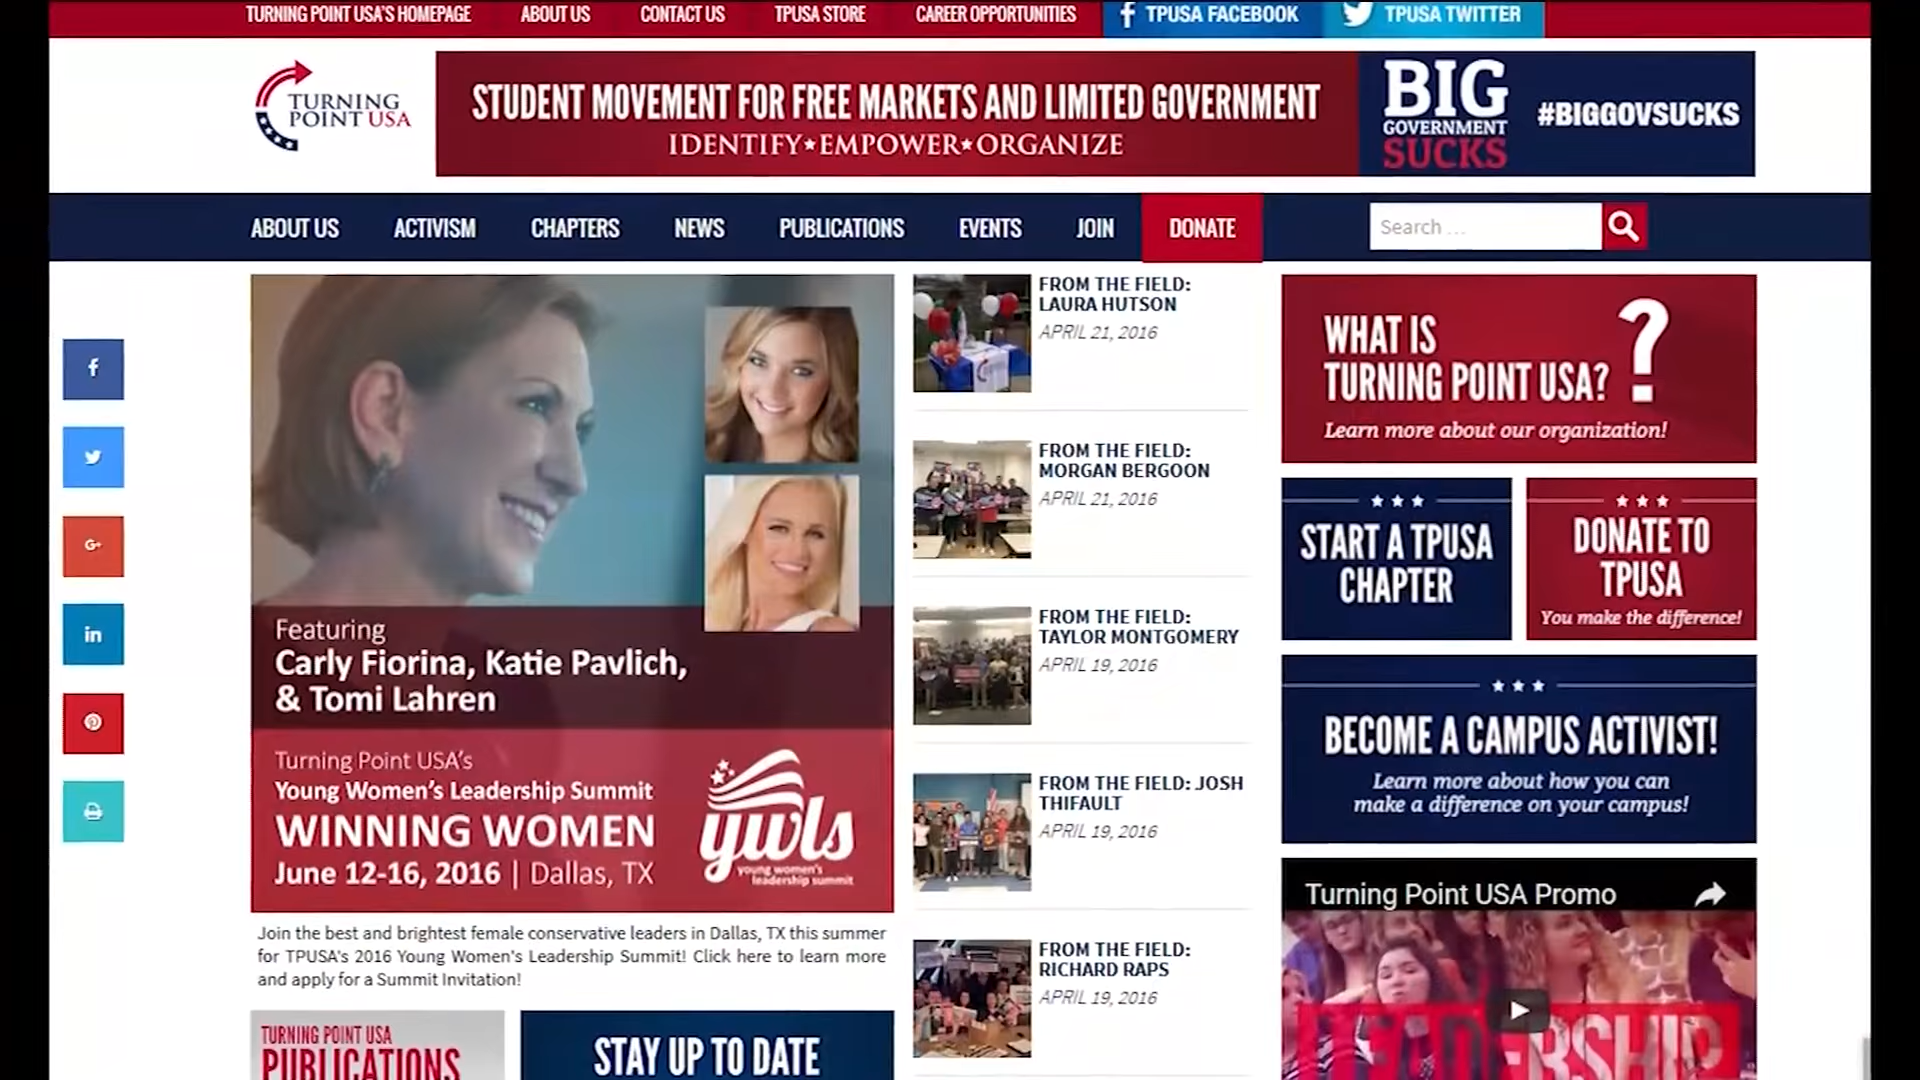 TURNING POINT USA'S HOMEPAGE
ABOUT US
CONTACT US
TPUSA STORE
CAREER OPPORTUNITIES
TPUSA FACEBOOK
TPUSA TWITTER
TURNING
POINT USA
STUDENT MOVEMENT FOR FREE MARKETS AND LIMITED GOVERNMENT
IDENTIFY★EMPOWER★ORGANIZE
BIG
GOVERNMENT
SUCKS
#BIGGOVSUCKS
ABOUT US
ACTIVISM
CHAPTERS
NEWS
PUBLICATIONS
EVENTS
JOIN
DONATE
Search ...
f
G+
in
Featuring
Carly Fiorina, Katie Pavlich,
& Tomi Lahren
Turning Point USA's
Young Women's Leadership Summit
WINNING WOMEN
June 12-16, 2016 | Dallas, TX
ywls
young women's
leadership summit
Join the best and brightest female conservative leaders in Dallas, TX this summer
for TPUSA's 2016 Young Women's Leadership Summit! Click here to learn more
and apply for a Summit Invitation!
TURNING POINT USA
PUBLICATIONS
STAY UP TO DATE
FROM THE FIELD:
LAURA HUTSON
APRIL 21, 2016
FROM THE FIELD:
MORGAN BERGOON
APRIL 21, 2016
FROM THE FIELD:
TAYLOR MONTGOMERY
APRIL 19, 2016
FROM THE FIELD: JOSH
THIFAULT
APRIL 19, 2016
FROM THE FIELD:
RICHARD RAPS
APRIL 19, 2016
WHAT IS
TURNING POINT USA?
Learn more about our organization!
START A TPUSA
CHAPTER
DONATE TO
TPUSA
You make the difference!
BECOME A CAMPUS ACTIVIST!
Learn more about how you can
make a difference on your campus!
Turning Point USA Promo
LEADERSHIP